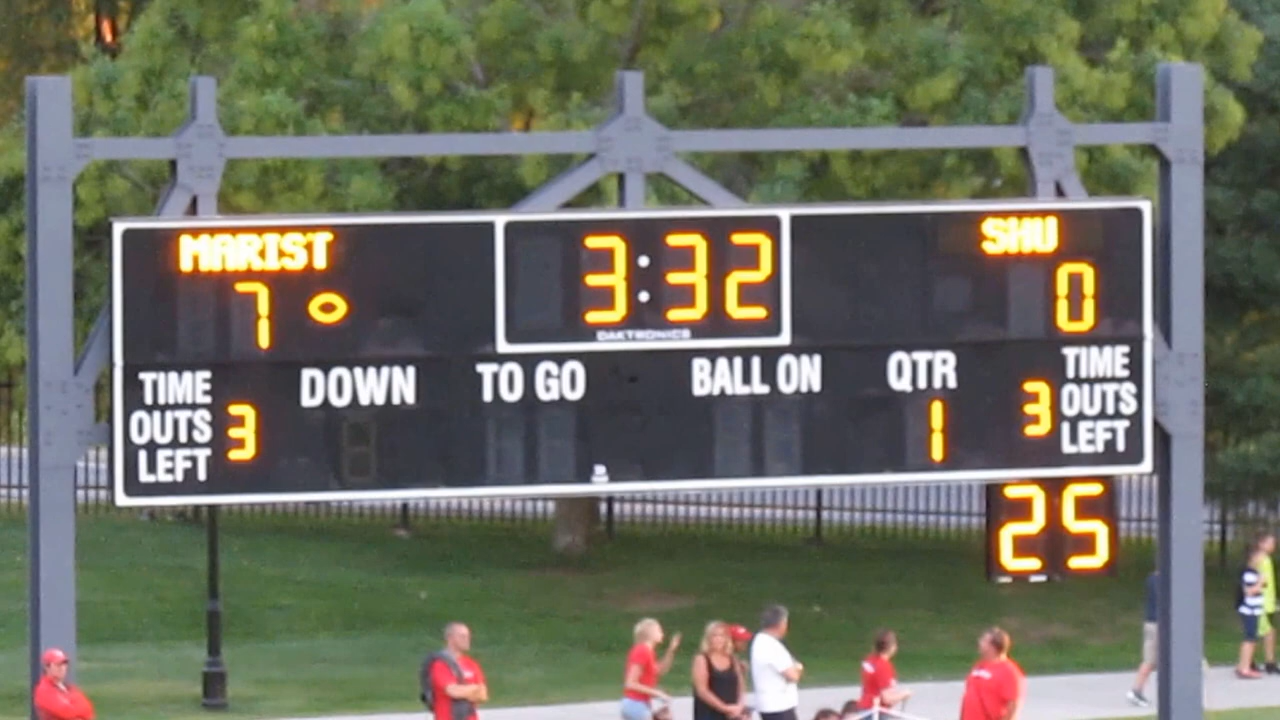 MARIST 3:32 SHU
7 0
DAKTRONICS
TIME OUTS LEFT 3 DOWN TO GO BALL ON QTR 1 3 TIME OUTS LEFT
25